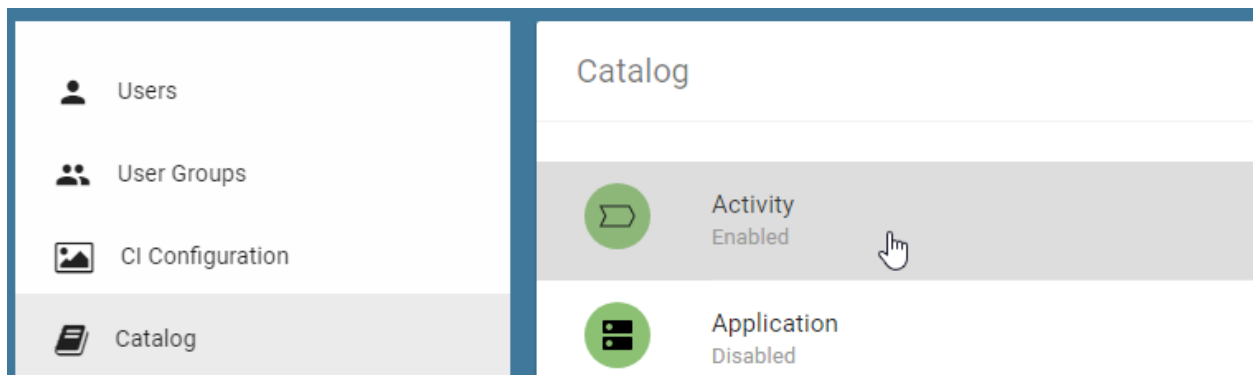 Users
User Groups
CI Configuration
Catalog
Catalog
Activity
Enabled
Application
Disabled